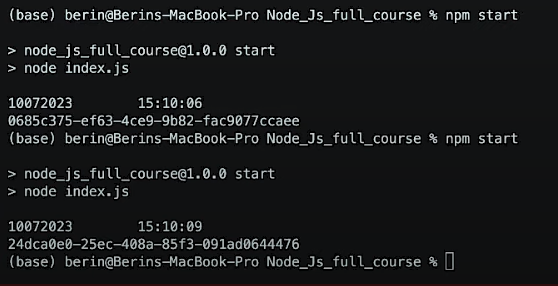 (base) berin@Berins-MacBook-Pro Node_Js_full_course % npm start
> node_js_full_course@1.0.0 start
> node index.js
10072023        15:10:06
0685c375-ef63-4ce9-9b82-fac9077ccaee
(base) berin@Berins-MacBook-Pro Node_Js_full_course % npm start
> node_js_full_course@1.0.0 start
> node index.js
10072023        15:10:09
24dca0e0-25ec-408a-85f3-091ad0644476
(base) berin@Berins-MacBook-Pro Node_Js_full_course %